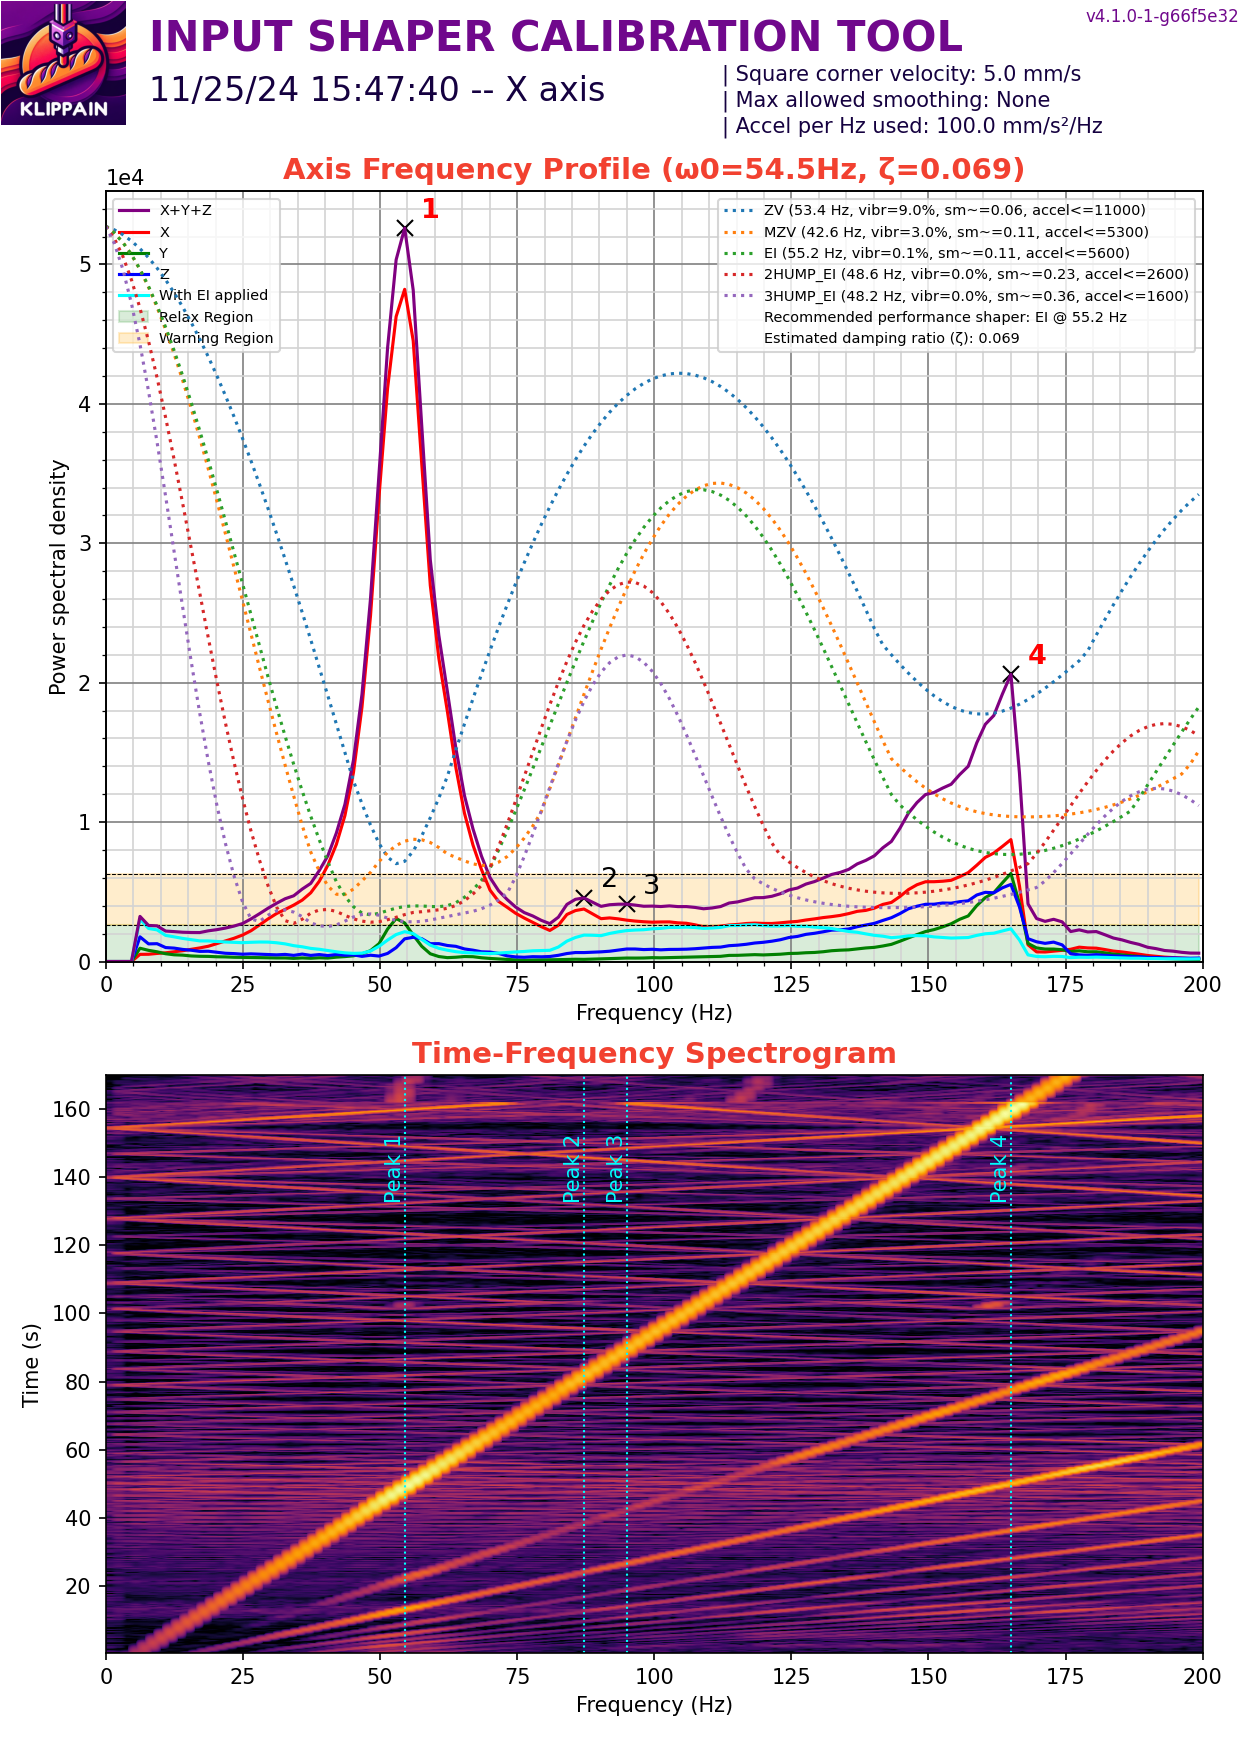 v4.1.0-1-g66f5e32
INPUT SHAPER CALIBRATION TOOL
11/25/24 15:47:40 -- X axis
| Square corner velocity: 5.0 mm/s
| Max allowed smoothing: None
| Accel per Hz used: 100.0 mm/s²/Hz
KLIPPAIN
Axis Frequency Profile (ω0=54.5Hz, ζ=0.069)
1e4
X+Y+Z
X
Y
Z
With EI applied
Relax Region
Warning Region
ZV (53.4 Hz, vibr=9.0%, sm~=0.06, accel<=11000)
MZV (42.6 Hz, vibr=3.0%, sm~=0.11, accel<=5300)
EI (55.2 Hz, vibr=0.1%, sm~=0.11, accel<=5600)
2HUMP_EI (48.6 Hz, vibr=0.0%, sm~=0.23, accel<=2600)
3HUMP_EI (48.2 Hz, vibr=0.0%, sm~=0.36, accel<=1600)
Recommended performance shaper: EI @ 55.2 Hz
Estimated damping ratio (ζ): 0.069
1
2
3
4
Power spectral density
5
4
3
2
1
0
0 25 50 75 100 125 150 175 200
Frequency (Hz)
Time-Frequency Spectrogram
Peak 1
Peak 2
Peak 3
Peak 4
Time (s)
160
140
120
100
80
60
40
20
0 25 50 75 100 125 150 175 200
Frequency (Hz)